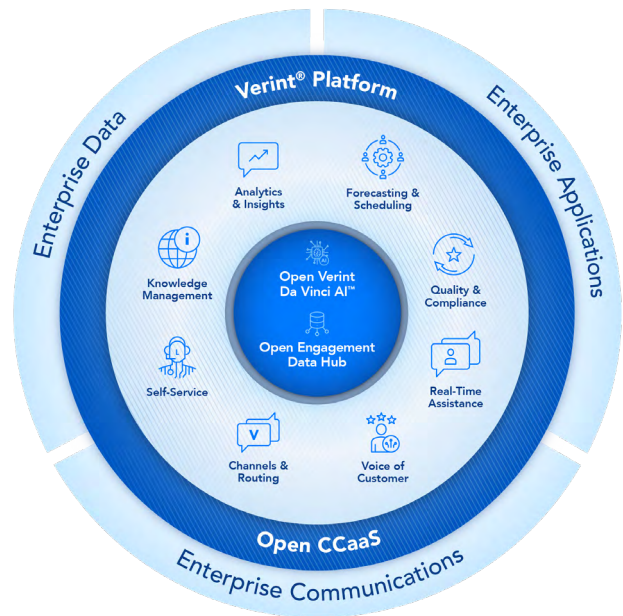 Enterprise Data
Enterprise Applications
Verint® Platform
Analytics
& Insights
Forecasting &
Scheduling
Knowledge
Management
i
Open Verint
Da Vinci AI™
AI
Quality &
Compliance
Open Engagement
Data Hub
Self-Service
L
Real-Time
Assistance
V
Channels &
Routing
Voice of
Customer
Open CCaaS
Enterprise Communications